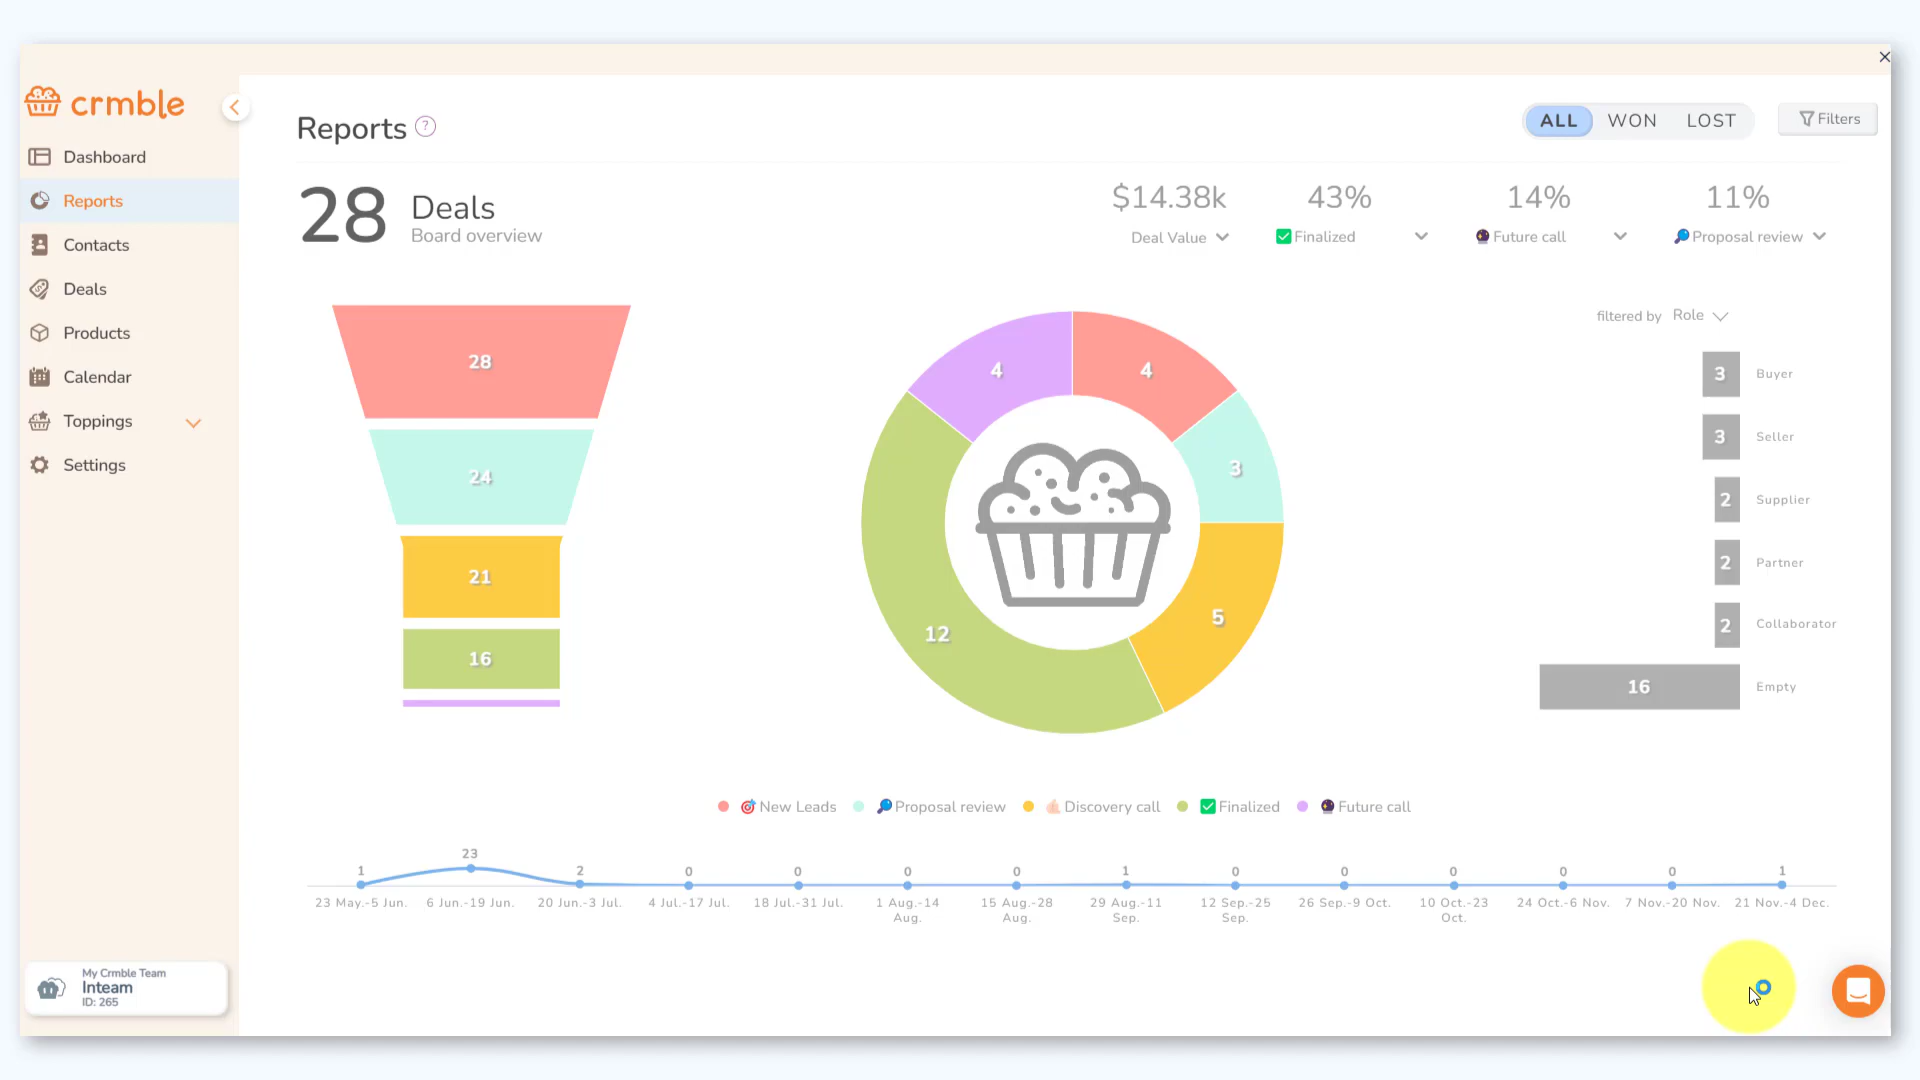 crmble
Dashboard
Reports
Contacts
Deals
Products
Calendar
Toppings
Settings
My Crmble Team
Inteam
ID: 265
Reports ?
ALL WON LOST
Filters
28 Deals
Board overview
$14.38k
Deal Value
43%
Finalized
14%
Future call
11%
Proposal review
28
24
21
16
4
4
3
5
12
filtered by Role
3 Buyer
3 Seller
2 Supplier
2 Partner
2 Collaborator
16 Empty
New Leads Proposal review Discovery call Finalized Future call
1 23 2 0 0 0 0 1 0 0 0 0 0 1
23 May.-5 Jun. 6 Jun.-19 Jun. 20 Jun.-3 Jul. 4 Jul.-17 Jul. 18 Jul.-31 Jul. 1 Aug.-14 Aug. 15 Aug.-28 Aug. 29 Aug.-11 Sep. 12 Sep.-25 Sep. 26 Sep.-9 Oct. 10 Oct.-23 Oct. 24 Oct.-6 Nov. 7 Nov.-20 Nov. 21 Nov.-4 Dec.